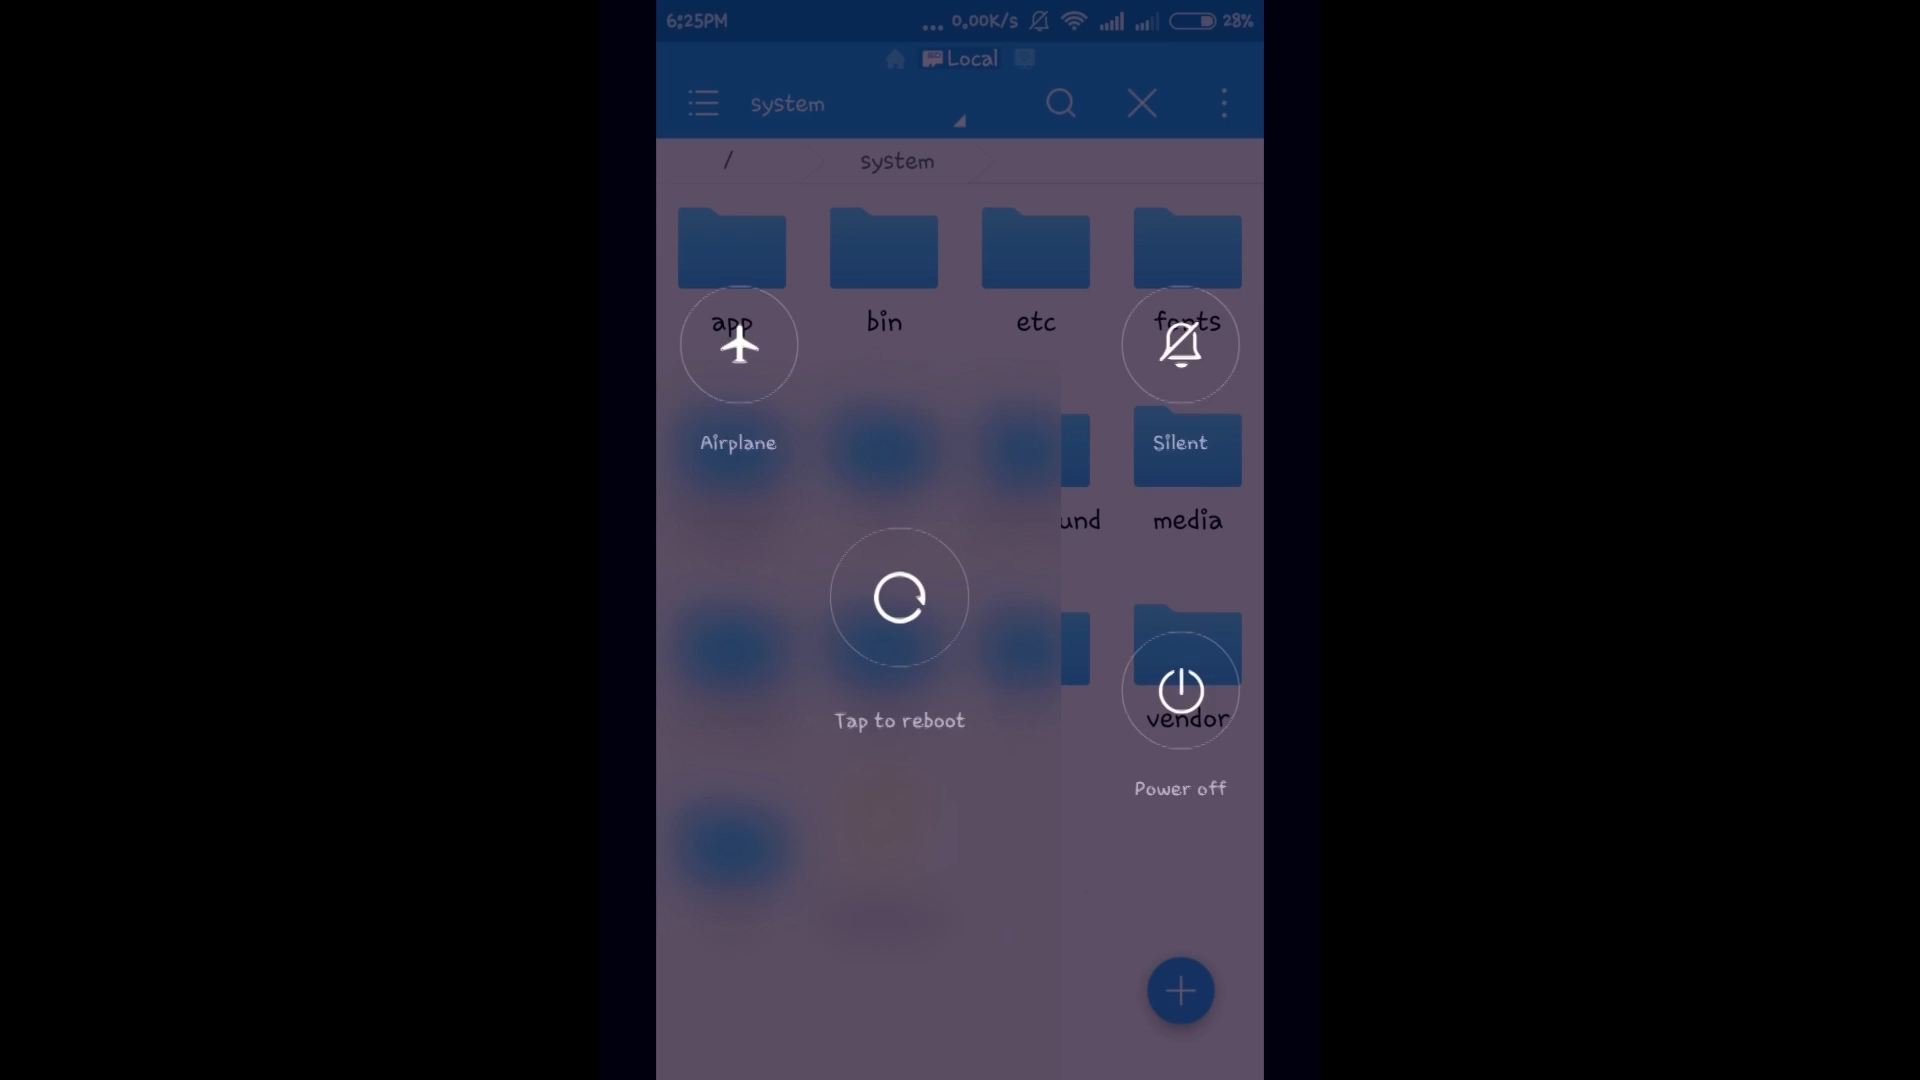 6:25PM ... 0.00K/s 28%
Local
system
/ system
app bin etc fonts
Airplane Silent
und media
Tap to reboot vendor
Power off